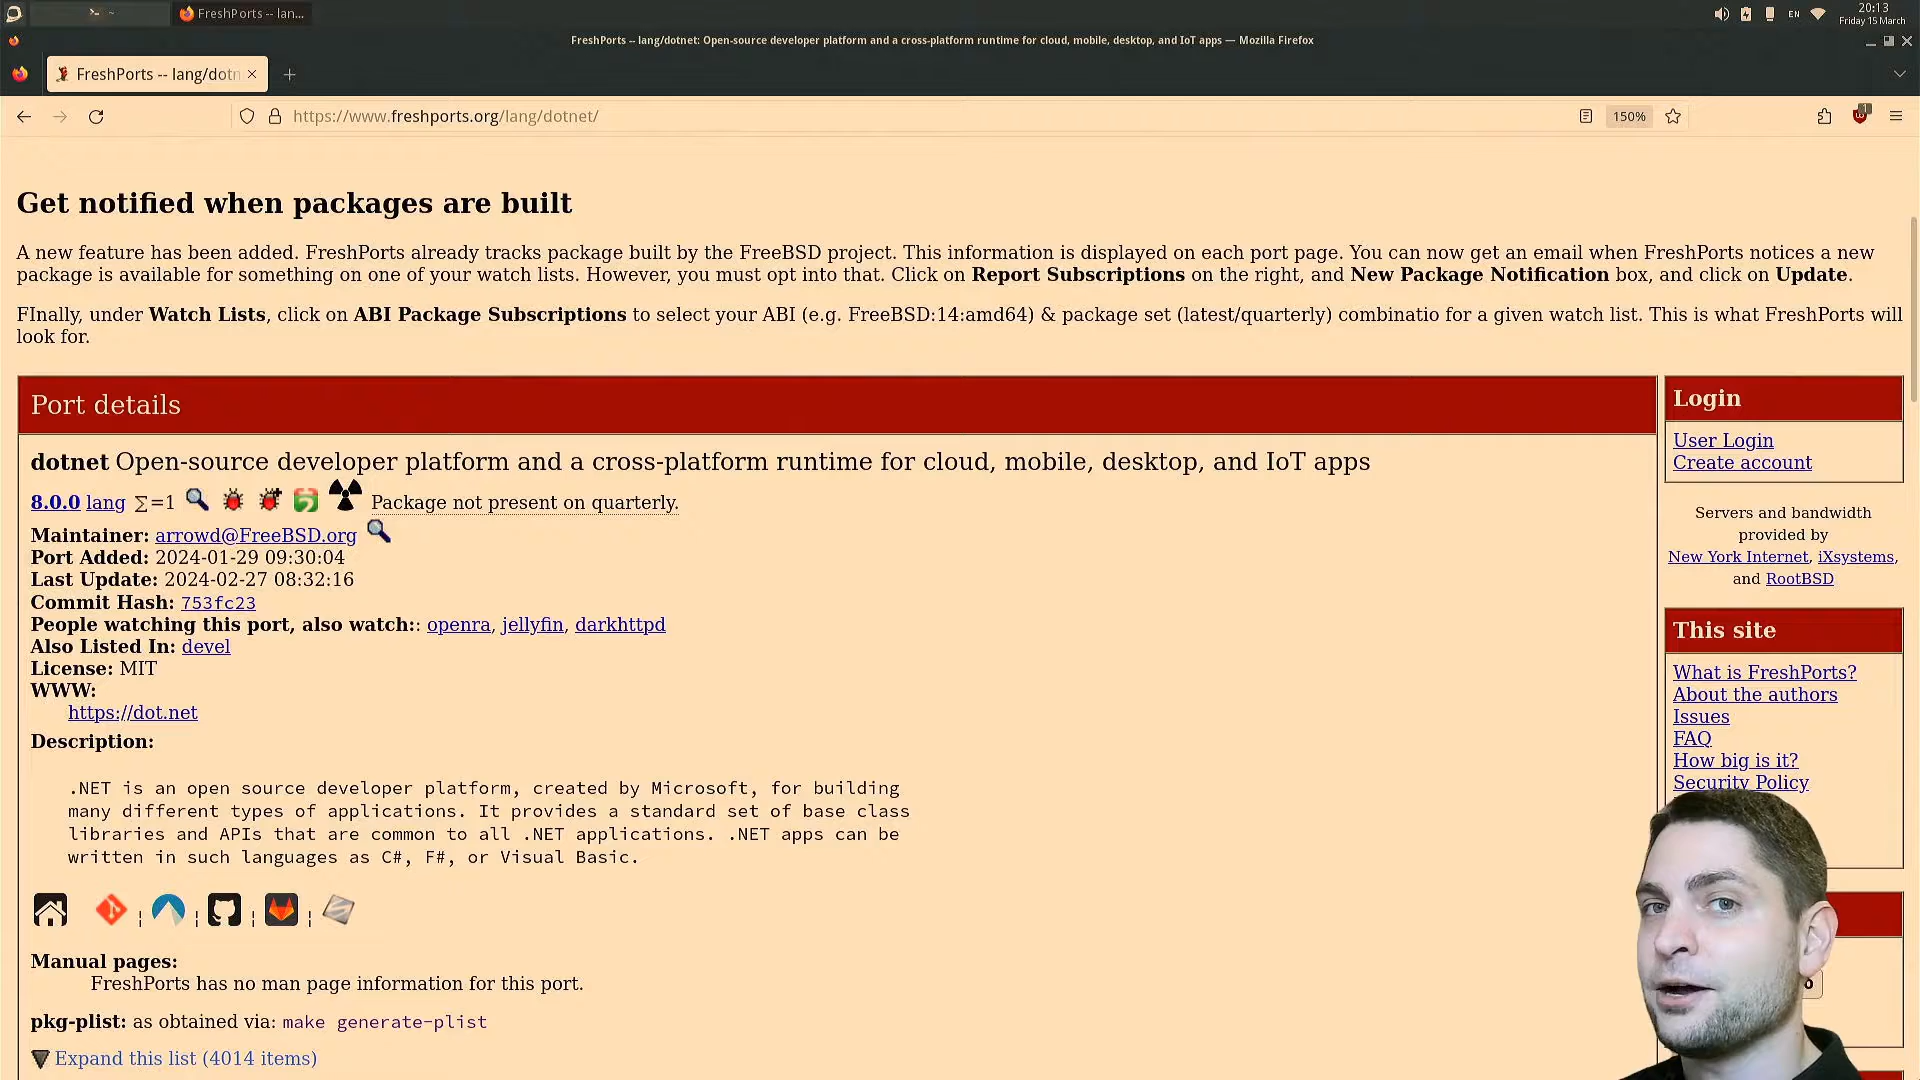 ~
FreshPorts -- lan...
EN
20:13
Friday 15 March
FreshPorts -- lang/dotnet: Open-source developer platform and a cross-platform runtime for cloud, mobile, desktop, and IoT apps — Mozilla Firefox
FreshPorts -- lang/dotn
https://www.freshports.org/lang/dotnet/
150%
1
Get notified when packages are built
A new feature has been added. FreshPorts already tracks package built by the FreeBSD project. This information is displayed on each port page. You can now get an email when FreshPorts notices a new
package is available for something on one of your watch lists. However, you must opt into that. Click on Report Subscriptions on the right, and New Package Notification box, and click on Update.
FInally, under Watch Lists, click on ABI Package Subscriptions to select your ABI (e.g. FreeBSD:14:amd64) & package set (latest/quarterly) combinatio for a given watch list. This is what FreshPorts will
look for.
Port details
dotnet Open-source developer platform and a cross-platform runtime for cloud, mobile, desktop, and IoT apps
8.0.0 lang ∑=1 Package not present on quarterly.
Maintainer: arrowd@FreeBSD.org
Port Added: 2024-01-29 09:30:04
Last Update: 2024-02-27 08:32:16
Commit Hash: 753fc23
People watching this port, also watch:: openra, jellyfin, darkhttpd
Also Listed In: devel
License: MIT
WWW:
https://dot.net
Description:
.NET is an open source developer platform, created by Microsoft, for building
many different types of applications. It provides a standard set of base class
libraries and APIs that are common to all .NET applications. .NET apps can be
written in such languages as C#, F#, or Visual Basic.
¦ ¦ ¦ ¦
Manual pages:
FreshPorts has no man page information for this port.
pkg-plist: as obtained via: make generate-plist
Expand this list (4014 items)
Login
User Login
Create account
Servers and bandwidth
provided by
New York Internet, iXsystems,
and RootBSD
This site
What is FreshPorts?
About the authors
Issues
FAQ
How big is it?
Security Policy